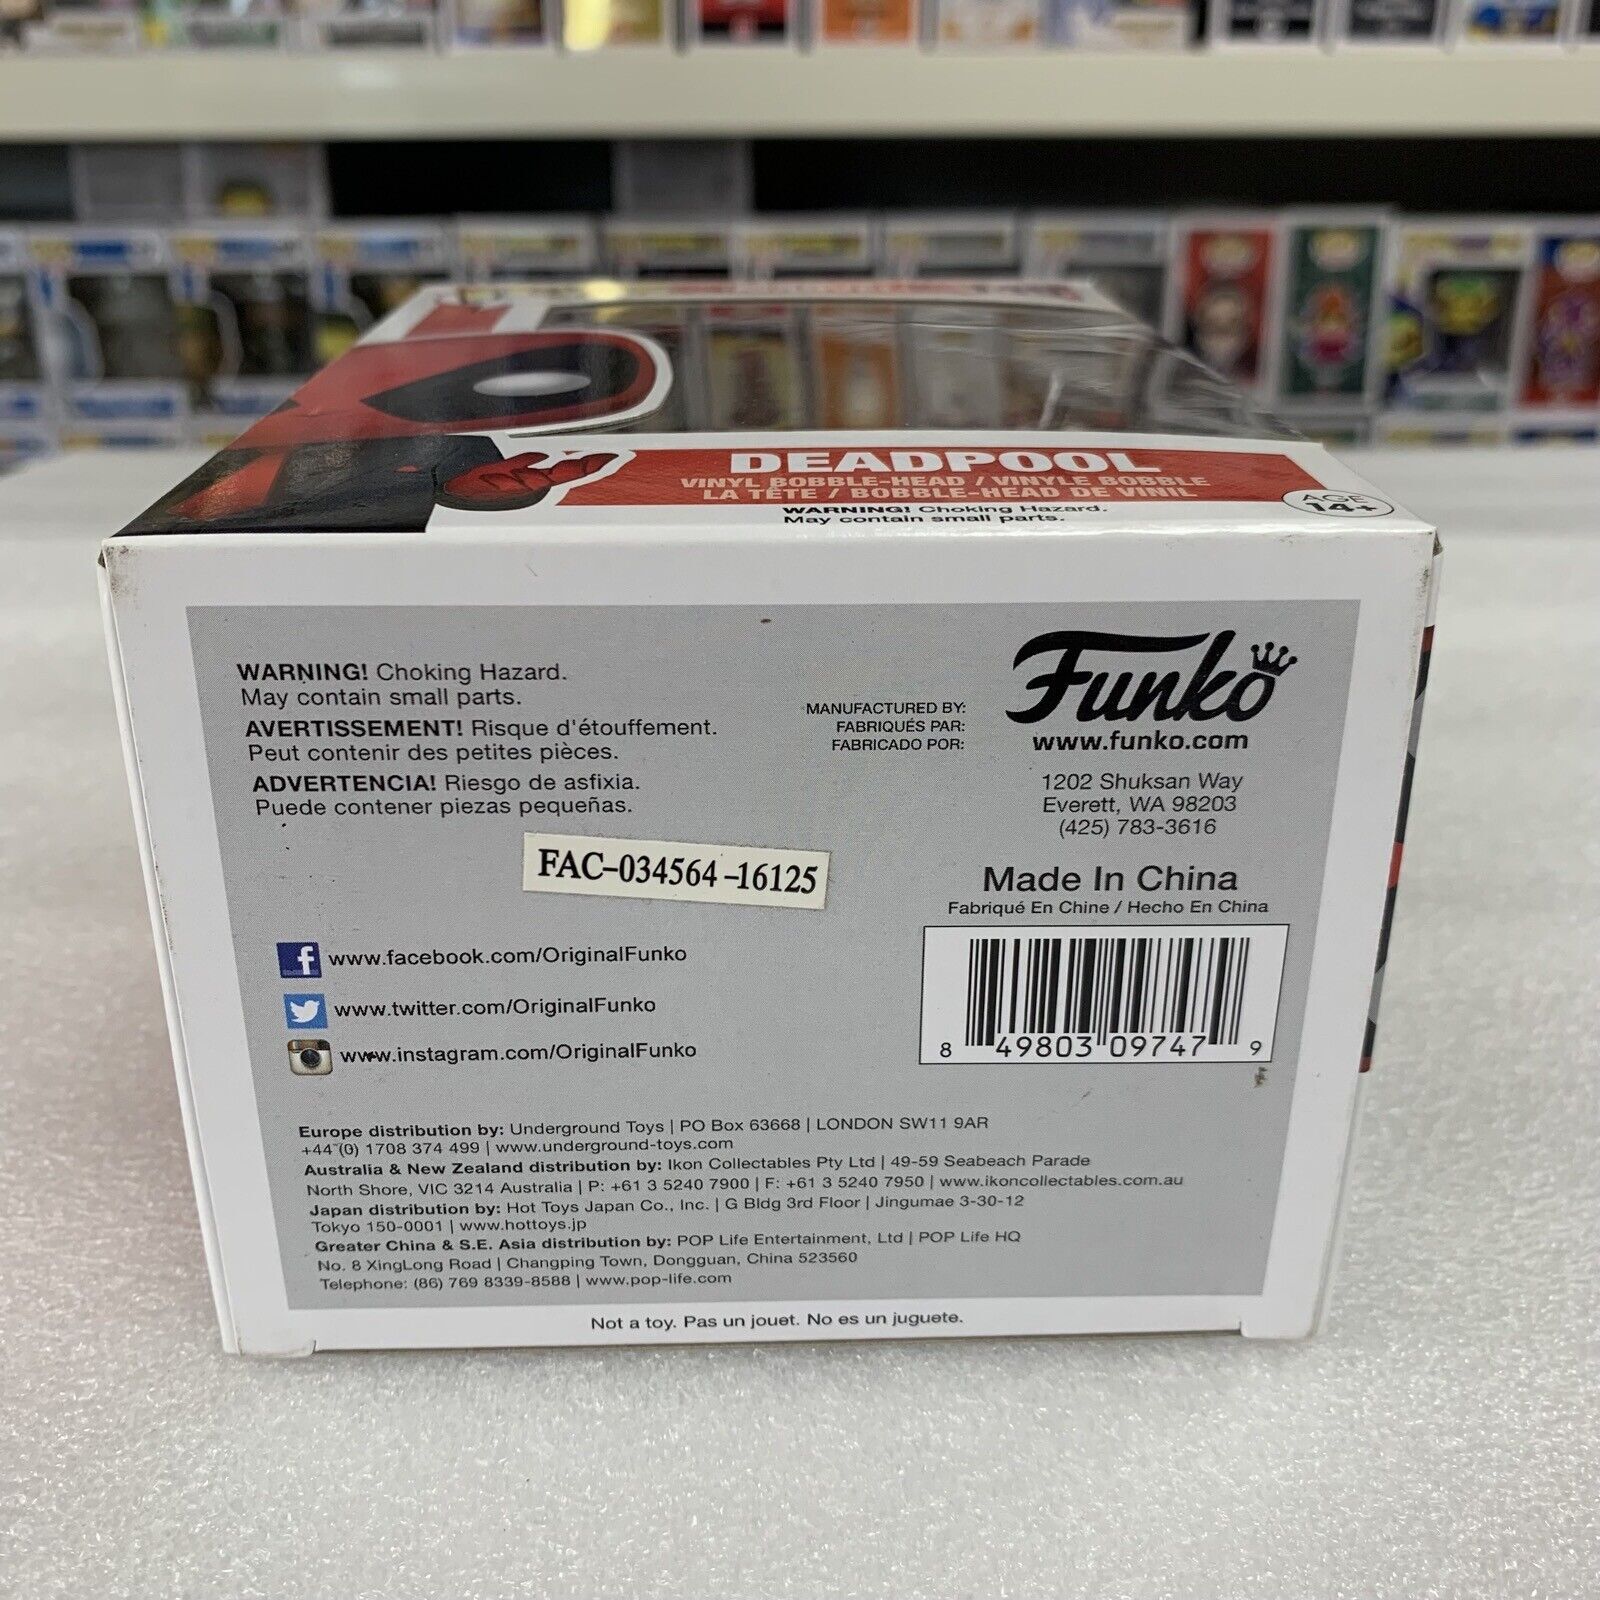 DEADPOOL
VINYL BOBBLE-HEAD / VINYLE BOBBLE
LA TÊTE / BOBBLE-HEAD DE VINIL
WARNING! Choking Hazard.
May contain small parts.
AGE
14+
WARNING! Choking Hazard.
May contain small parts.
AVERTISSEMENT! Risque d'étouffement.
Peut contenir des petites pièces.
ADVERTENCIA! Riesgo de asfixia.
Puede contener piezas pequeñas.
MANUFACTURED BY:
FABRIQUÉS PAR:
FABRICADO POR:
Funko
www.funko.com
1202 Shuksan Way
Everett, WA 98203
(425) 783-3616
FAC-034564-16125
Made In China
Fabriqué En Chine / Hecho En China
8 49803 09747 9
www.facebook.com/OriginalFunko
www.twitter.com/OriginalFunko
www.instagram.com/OriginalFunko
Europe distribution by: Underground Toys | PO Box 63668 | LONDON SW11 9AR
+44 (0) 1708 374 499 | www.underground-toys.com
Australia & New Zealand distribution by: Ikon Collectables Pty Ltd | 49-59 Seabeach Parade
North Shore, VIC 3214 Australia | P: +61 3 5240 7900 | F: +61 3 5240 7950 | www.ikoncollectables.com.au
Japan distribution by: Hot Toys Japan Co., Inc. | G Bldg 3rd Floor | Jingumae 3-30-12
Tokyo 150-0001 | www.hottoys.jp
Greater China & S.E. Asia distribution by: POP Life Entertainment, Ltd | POP Life HQ
No. 8 XingLong Road | Changping Town, Dongguan, China 523560
Telephone: (86) 769 8339-8588 | www.pop-life.com
Not a toy. Pas un jouet. No es un juguete.